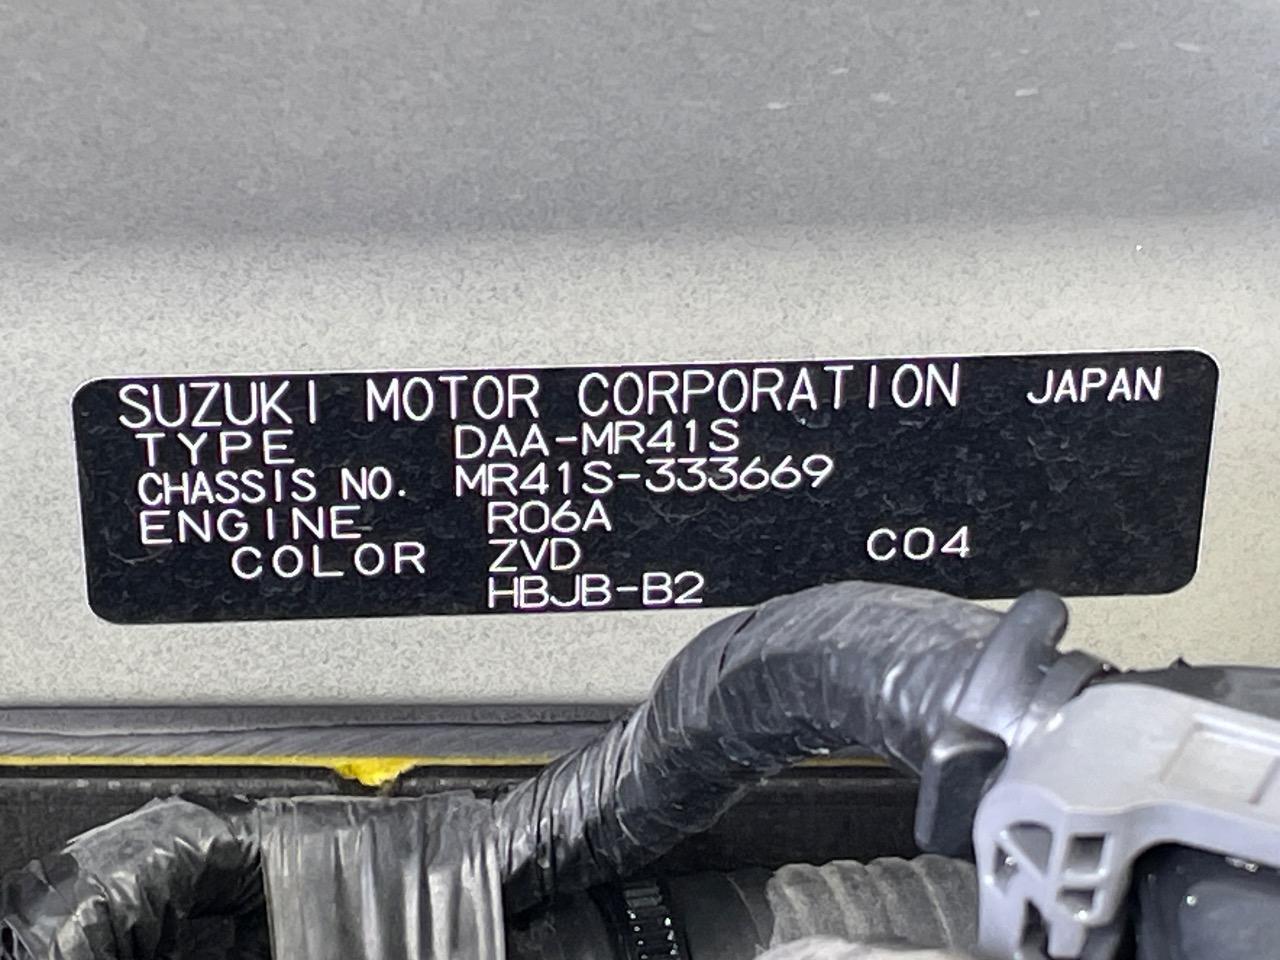 SUZUKI MOTOR CORPORATION JAPAN
TYPE DAA-MR41S
CHASSIS NO. MR41S-333669
ENGINE R06A
COLOR ZVD C04
HBJB-B2